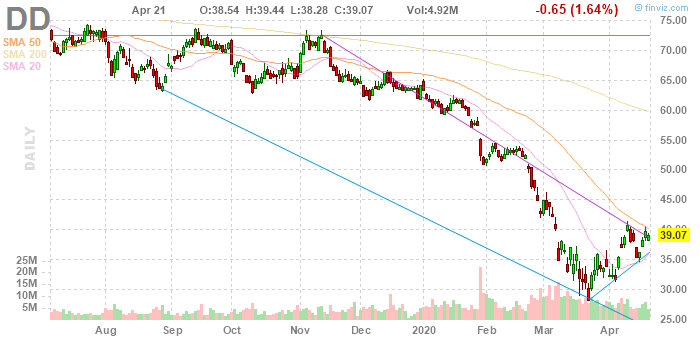 DD Apr 21 O:38.54 H:39.44 L:38.28 C:39.07 Vol:4.92M -0.65 (1.64%) © finviz.com
75.00
SMA 50
SMA 200
SMA 20
70.00
65.00
60.00
DAILY
55.00
50.00
45.00
40.00
39.07
35.00
30.00
25.00
25M
20M
15M
10M
5M
Aug Sep Oct Nov Dec 2020 Feb Mar Apr